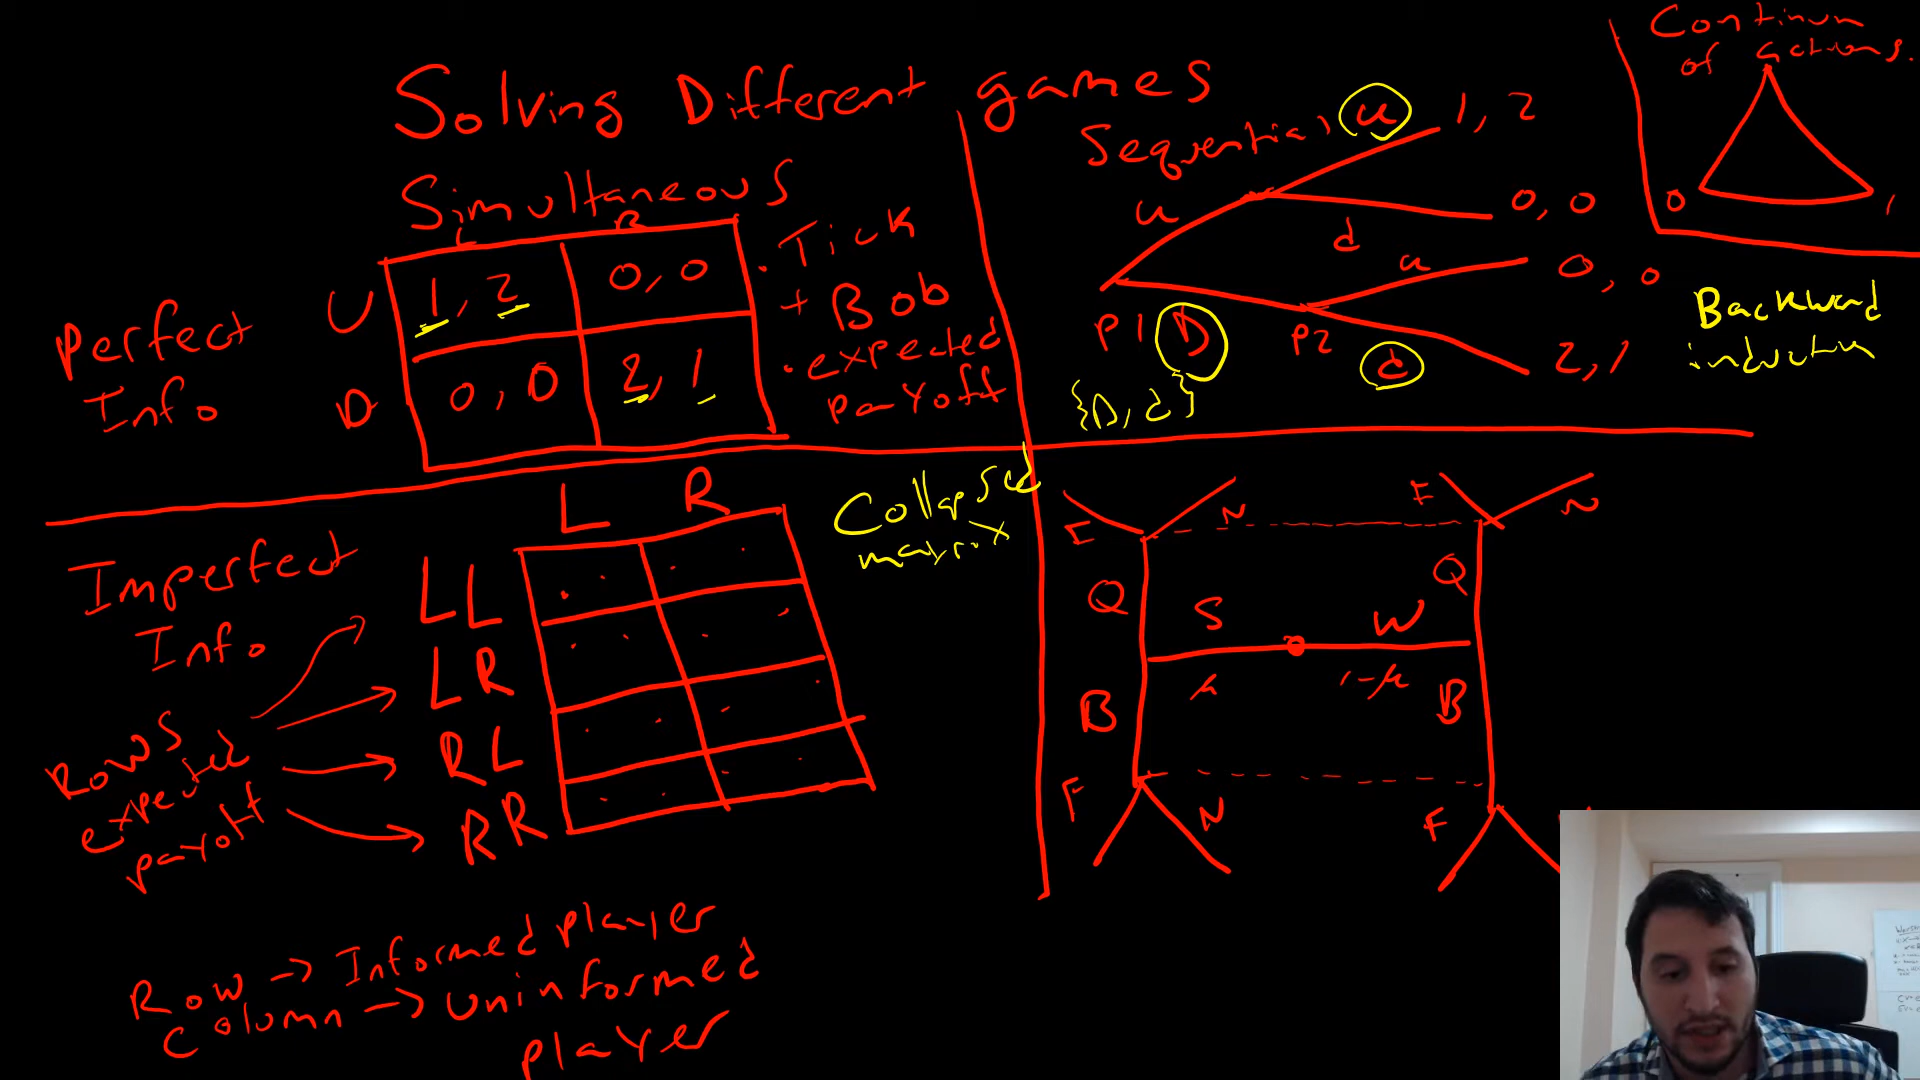 Solving Different games
Simultaneous
L R
Perfect
Info
U 1, 2 0, 0
D 0, 0 2, 1
. Tick
+ Bob
. expected
payoff
Sequential
u u 1, 2
d 0, 0
P1 D P2 u 0, 0
d 2, 1
{D, d}
Backward
induction
Continum
of actions.
0 1
Imperfect
Info
Rows
expected
payoff
L R
LL
LR
RL
RR
Collapsed
matrix
Row → Informed player
Column → uninformed
player
F N
Q Q
S W
μ 1-μ
B B
F N F